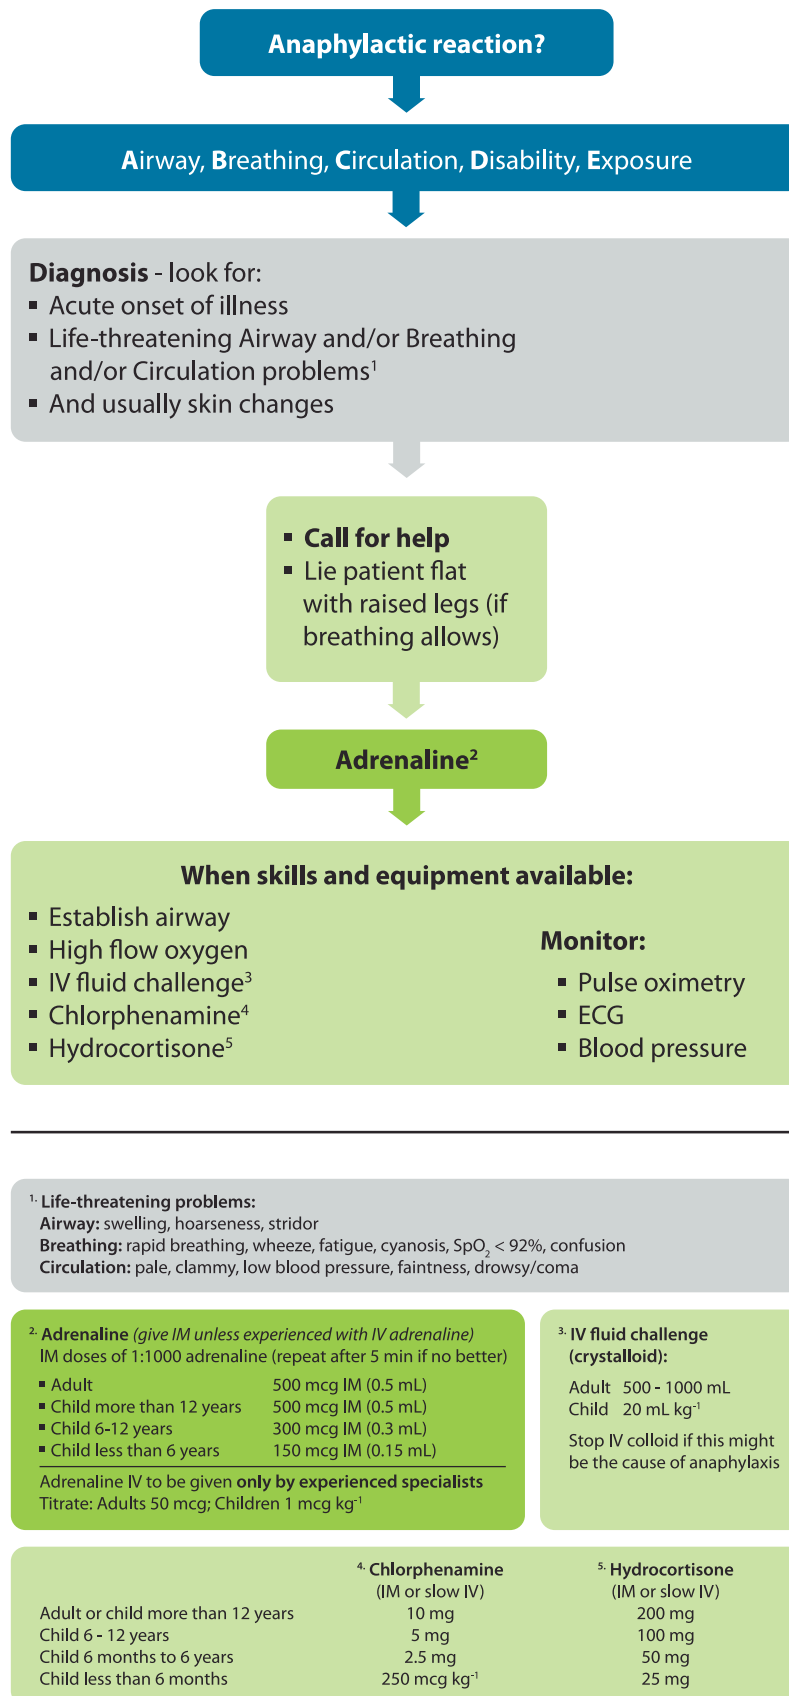 Anaphylactic reaction?
Airway, Breathing, Circulation, Disability, Exposure
Diagnosis - look for:
▪ Acute onset of illness
▪ Life-threatening Airway and/or Breathing
and/or Circulation problems¹
▪ And usually skin changes
▪ Call for help
▪ Lie patient flat
with raised legs (if
breathing allows)
Adrenaline²
When skills and equipment available:
▪ Establish airway
▪ High flow oxygen
▪ IV fluid challenge³
▪ Chlorphenamine⁴
▪ Hydrocortisone⁵
Monitor:
▪ Pulse oximetry
▪ ECG
▪ Blood pressure
¹· Life-threatening problems:
Airway: swelling, hoarseness, stridor
Breathing: rapid breathing, wheeze, fatigue, cyanosis, SpO₂ < 92%, confusion
Circulation: pale, clammy, low blood pressure, faintness, drowsy/coma
²· Adrenaline (give IM unless experienced with IV adrenaline)
IM doses of 1:1000 adrenaline (repeat after 5 min if no better)
▪ Adult 500 mcg IM (0.5 mL)
▪ Child more than 12 years 500 mcg IM (0.5 mL)
▪ Child 6-12 years 300 mcg IM (0.3 mL)
▪ Child less than 6 years 150 mcg IM (0.15 mL)
Adrenaline IV to be given only by experienced specialists
Titrate: Adults 50 mcg; Children 1 mcg kg⁻¹
³· IV fluid challenge
(crystalloid):
Adult 500 - 1000 mL
Child 20 mL kg⁻¹
Stop IV colloid if this might
be the cause of anaphylaxis
⁴· Chlorphenamine ⁵· Hydrocortisone
(IM or slow IV) (IM or slow IV)
Adult or child more than 12 years 10 mg 200 mg
Child 6 - 12 years 5 mg 100 mg
Child 6 months to 6 years 2.5 mg 50 mg
Child less than 6 months 250 mcg kg⁻¹ 25 mg